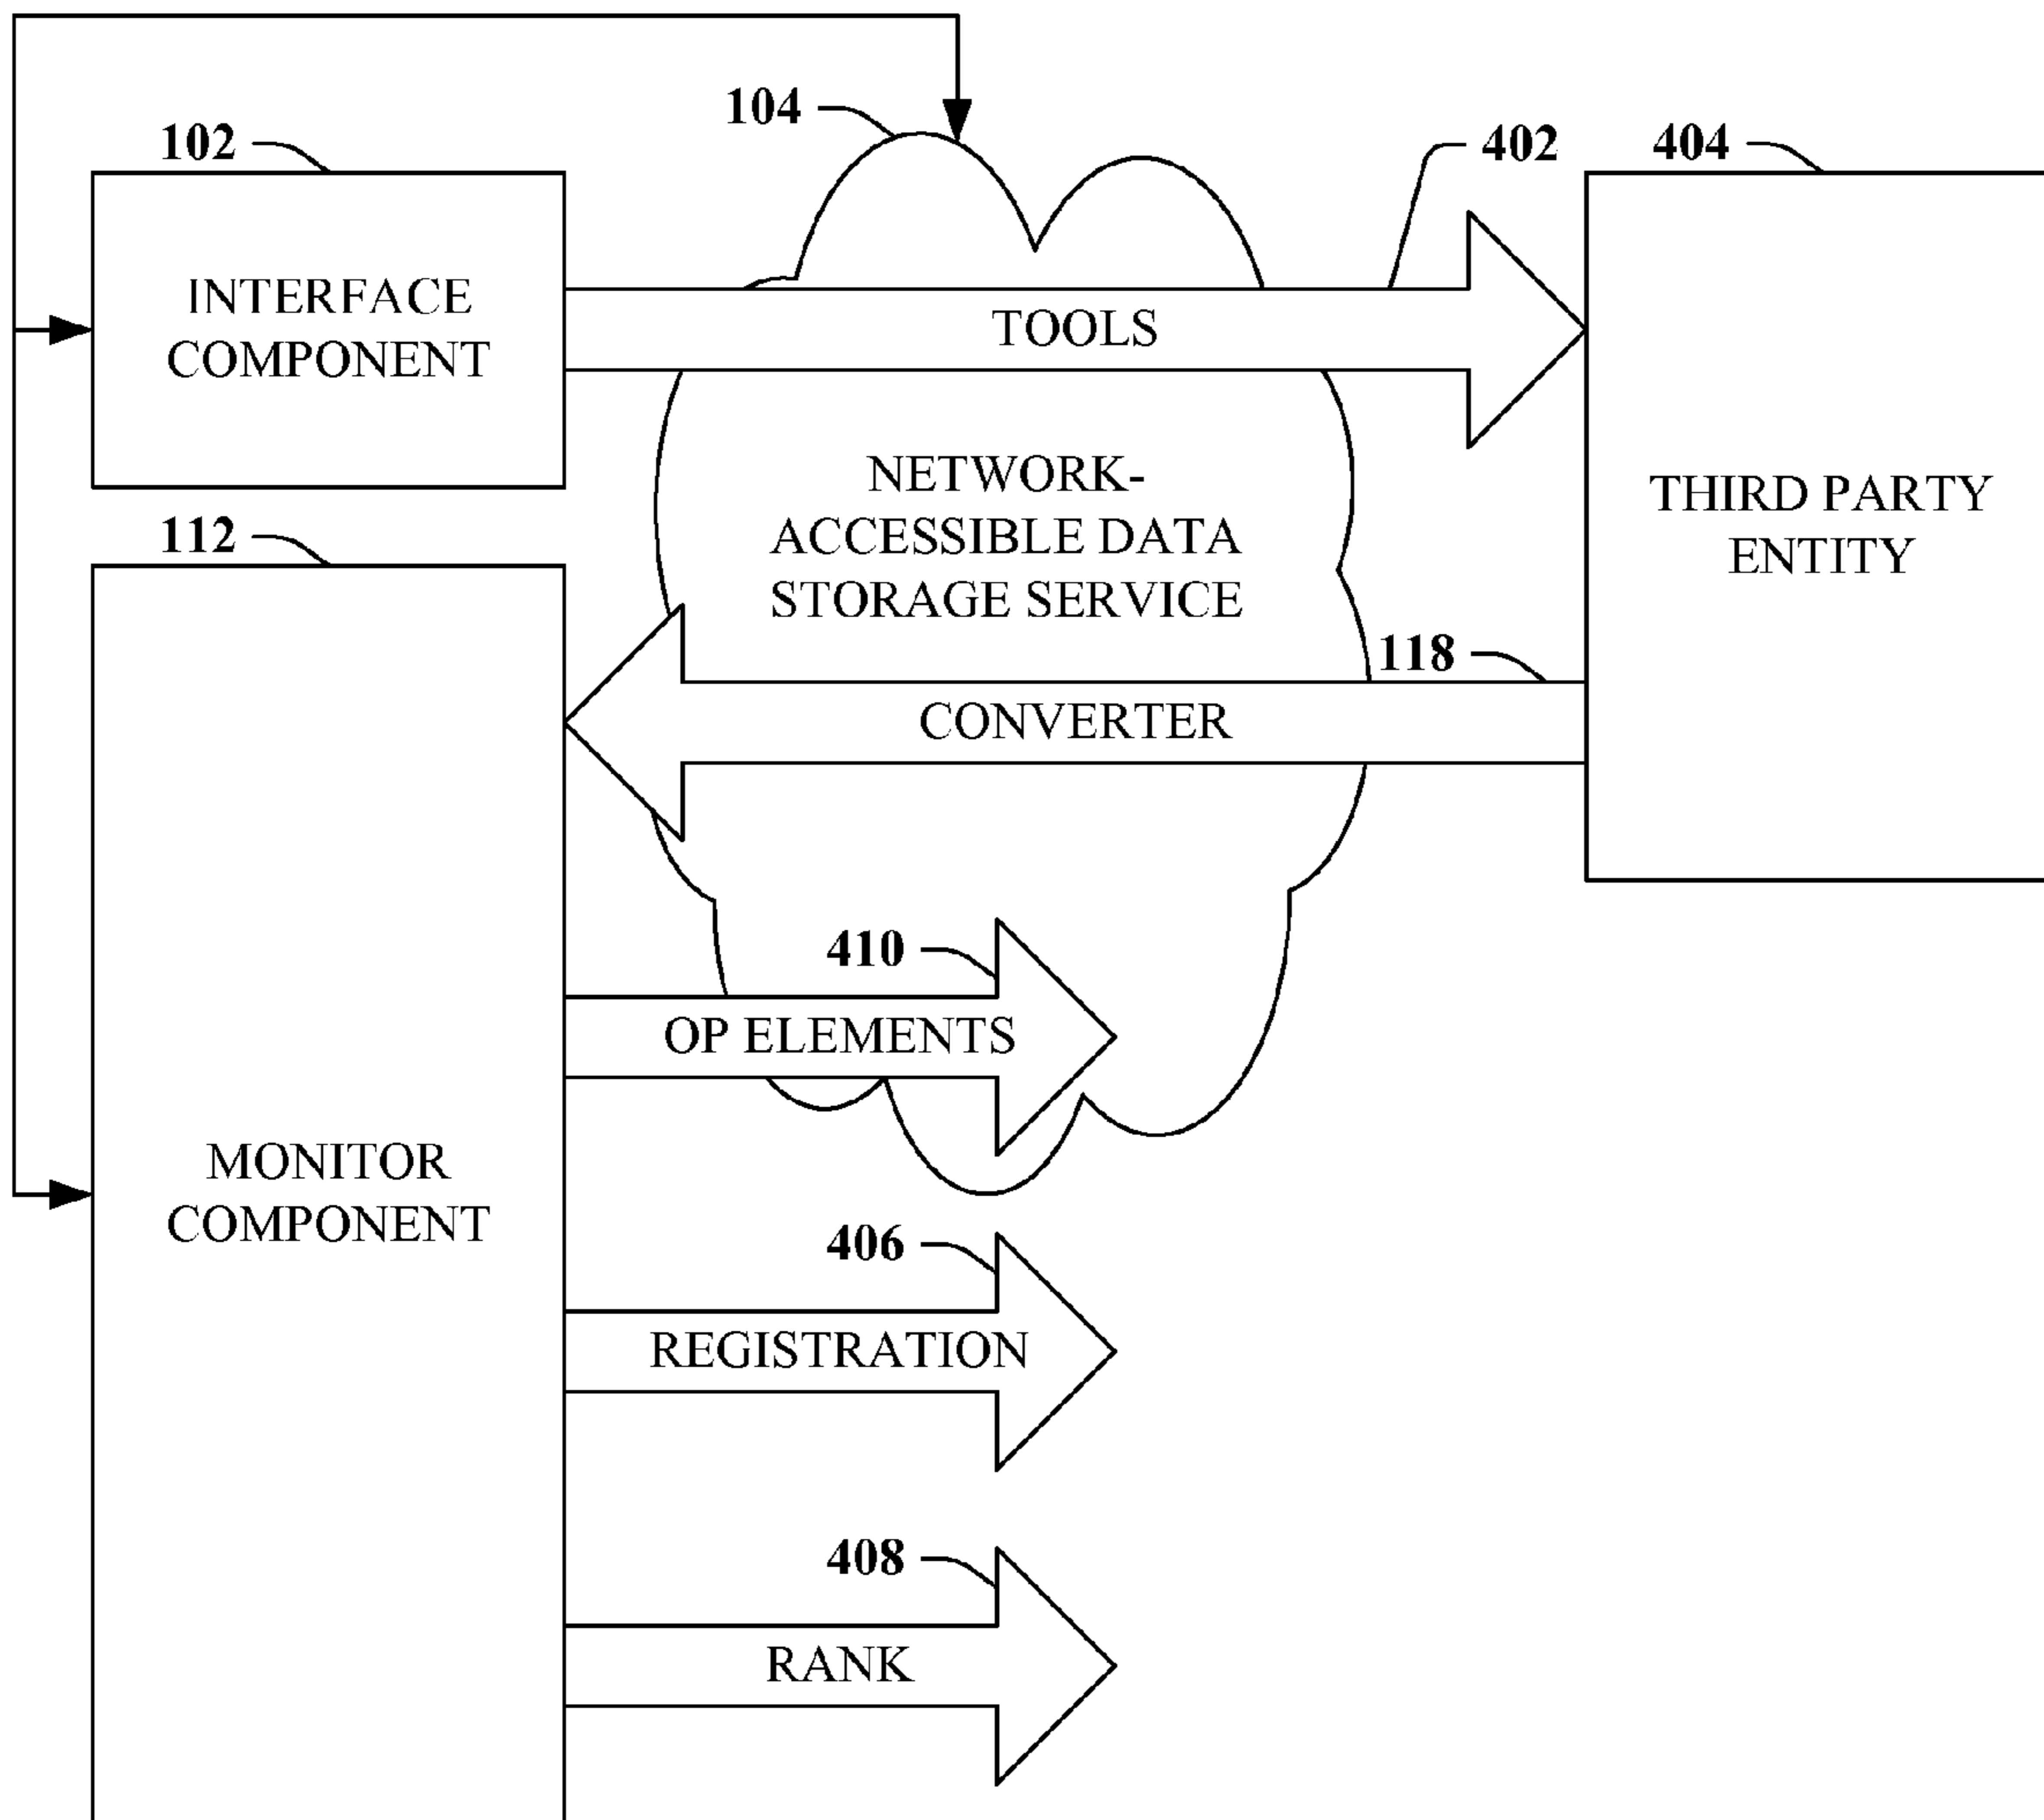 104
102
402
404
INTERFACE
COMPONENT
TOOLS
NETWORK-
ACCESSIBLE DATA
STORAGE SERVICE
THIRD PARTY
ENTITY
112
118
CONVERTER
410
OP ELEMENTS
MONITOR
COMPONENT
406
REGISTRATION
408
RANK